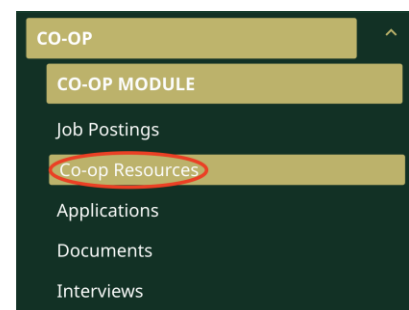 CO-OP
CO-OP MODULE
Job Postings
Co-op Resources
Applications
Documents
Interviews